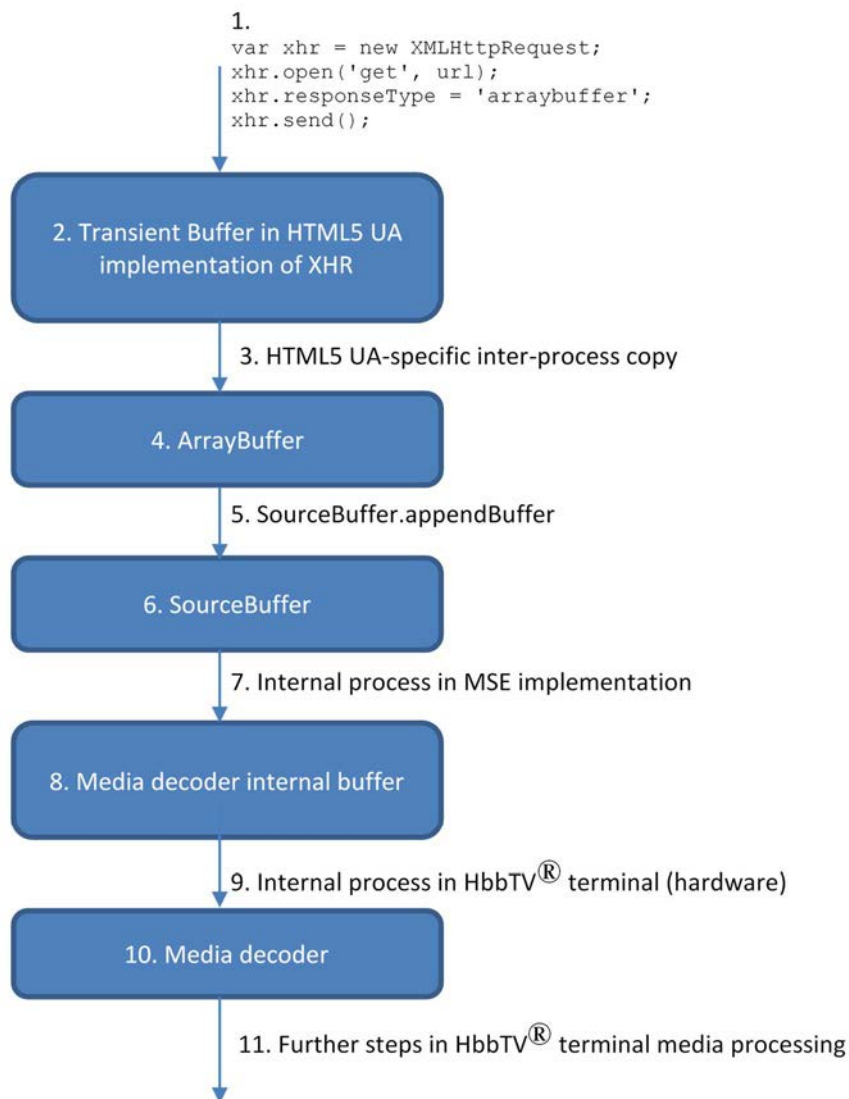 1.
var xhr = new XMLHttpRequest;
xhr.open('get', url);
xhr.responseType = 'arraybuffer';
xhr.send();
2. Transient Buffer in HTML5 UA
implementation of XHR
3. HTML5 UA-specific inter-process copy
4. ArrayBuffer
5. SourceBuffer.appendBuffer
6. SourceBuffer
7. Internal process in MSE implementation
8. Media decoder internal buffer
9. Internal process in HbbTV® terminal (hardware)
10. Media decoder
11. Further steps in HbbTV® terminal media processing